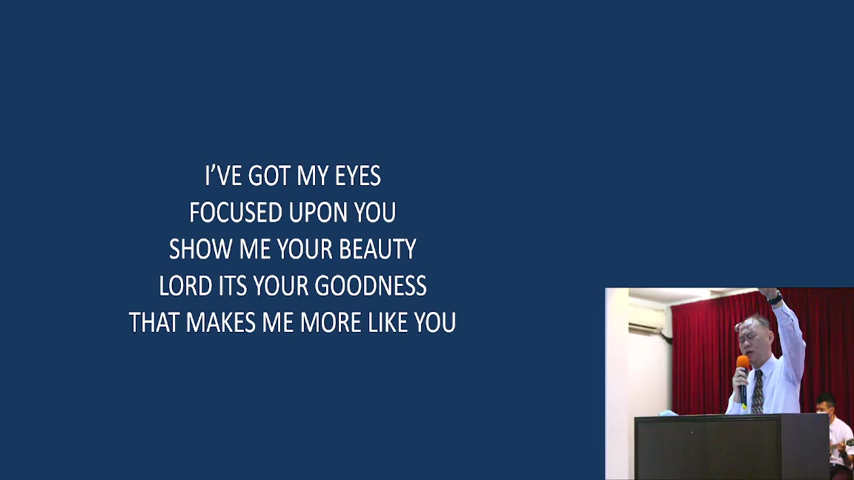 I'VE GOT MY EYES
FOCUSED UPON YOU
SHOW ME YOUR BEAUTY
LORD ITS YOUR GOODNESS
THAT MAKES ME MORE LIKE YOU